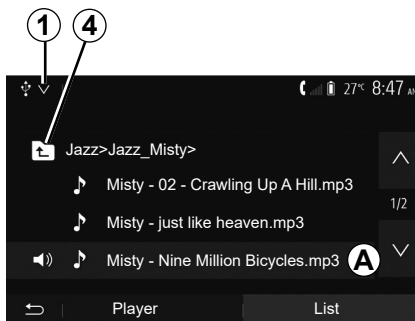 1 4
27°C 8:47 AM
Jazz>Jazz_Misty>
Misty - 02 - Crawling Up A Hill.mp3
1/2
Misty - just like heaven.mp3
Misty - Nine Million Bicycles.mp3 A
Player List